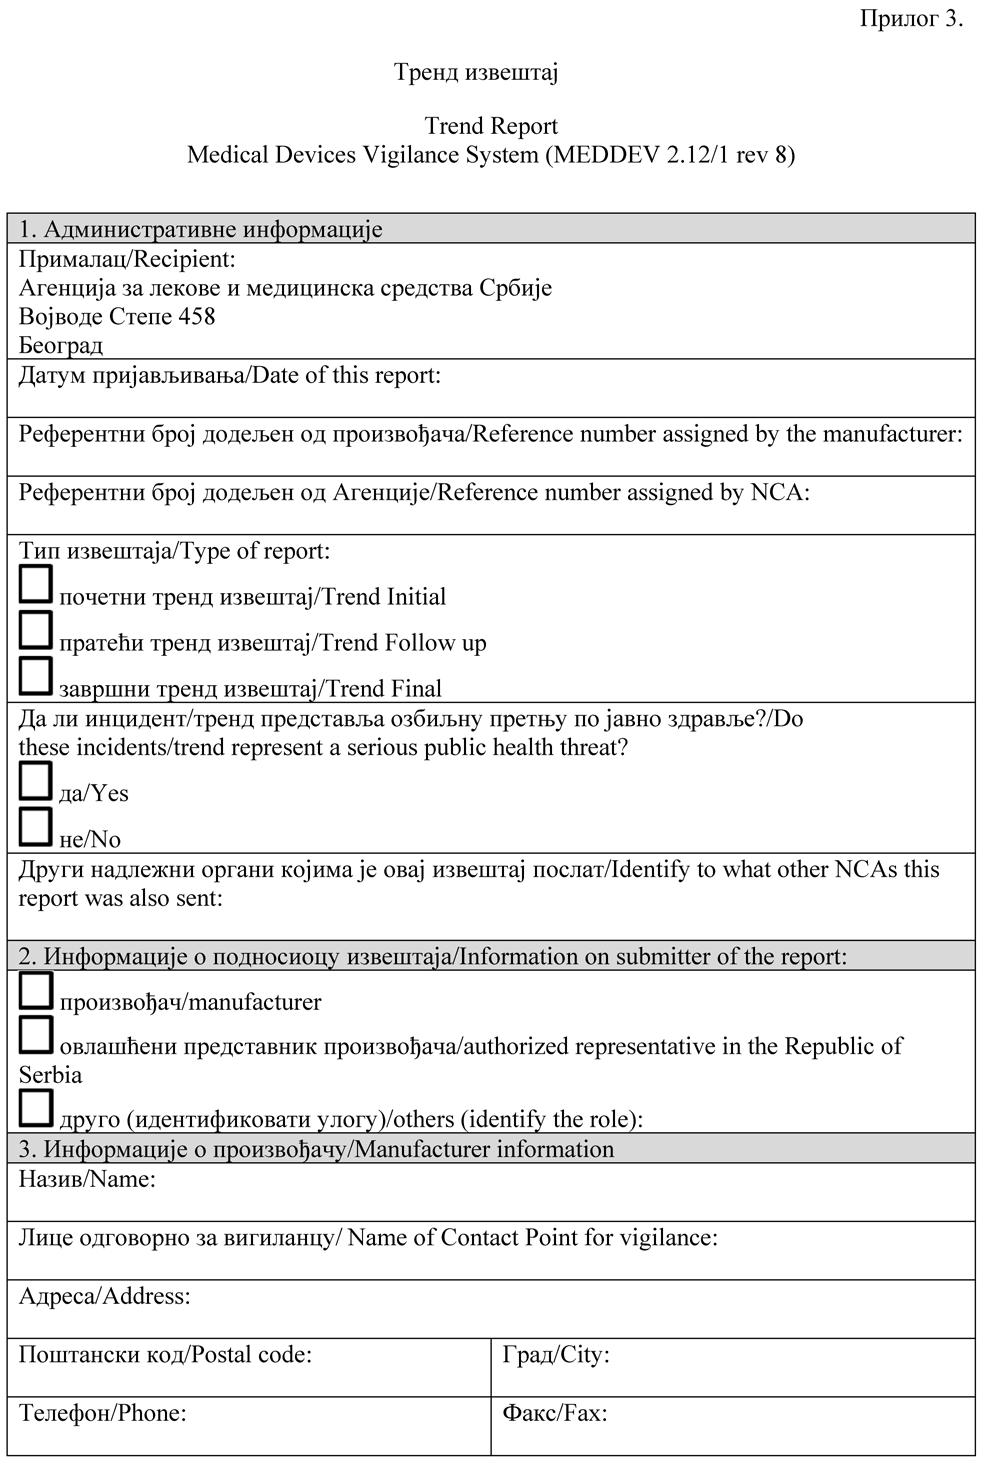 Прилог 3.
Тренд извештај
Trend Report
Medical Devices Vigilance System (MEDDEV 2.12/1 rev 8)
1. Административне информације
Прималац/Recipient:
Агенција за лекове и медицинска средства Србије
Војводе Степе 458
Београд
Датум пријављивања/Date of this report:
Референтни број додељен од произвођача/Reference number assigned by the manufacturer:
Референтни број додељен од Агенције/Reference number assigned by NCA:
Тип извештаја/Type of report:
почетни тренд извештај/Trend Initial
пратећи тренд извештај/Trend Follow up
завршни тренд извештај/Trend Final
Да ли инцидент/тренд представља озбиљну претњу по јавно здравље?/Do
these incidents/trend represent a serious public health threat?
да/Yes
не/No
Други надлежни органи којима је овај извештај послат/Identify to what other NCAs this
report was also sent:
2. Информације о подносиоцу извештаја/Information on submitter of the report:
произвођач/manufacturer
овлашћени представник произвођача/authorized representative in the Republic of
Serbia
друго (идентификовати улогу)/others (identify the role):
3. Информације о произвођачу/Manufacturer information
Назив/Name:
Лице одговорно за вигиланцу/ Name of Contact Point for vigilance:
Адреса/Address:
Поштански код/Postal code:
Град/City:
Телефон/Phone:
Факс/Fax: